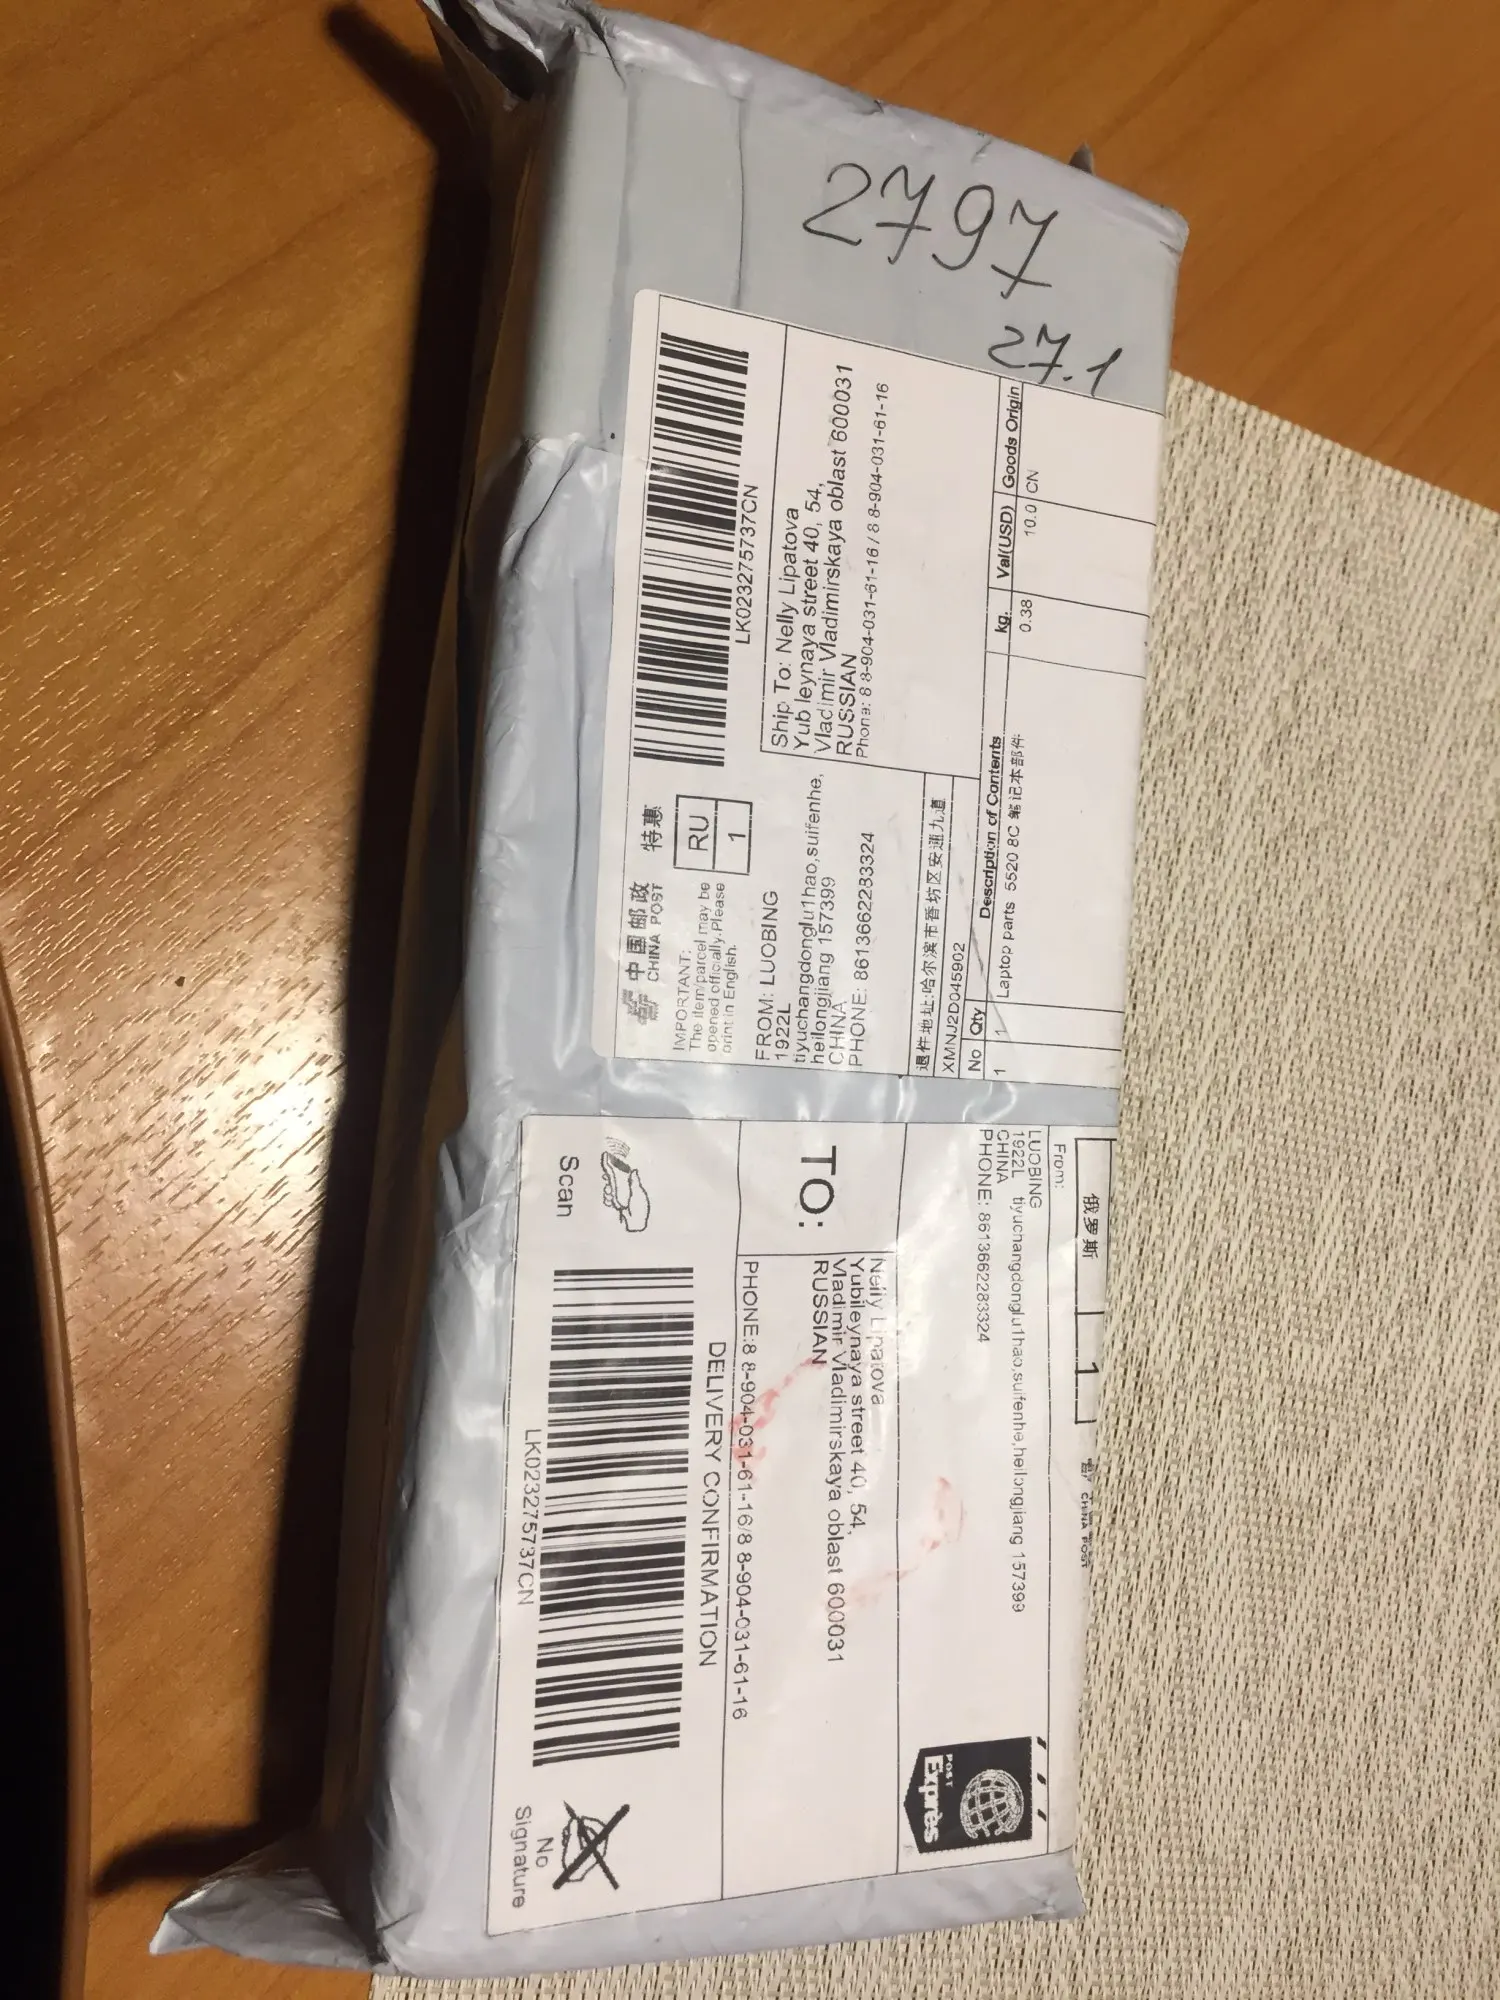 2797
27.1
中国邮政
CHINA POST
特惠
RU
1
IMPORTANT:
The item/parcel may be
opened officially.Please
print in English.
LK023275737CN
FROM: LUOBING
1922L
tiyuchangdonglu1hao,suifenhe,
heilongjiang 157399
CHINA
PHONE: 8613662283324
Ship To: Nelly Lipatova
Yubileynaya street 40, 54,
Vladimir Vladimirskaya oblast 600031
RUSSIAN
Phone: 8 8-904-031-61-16/8 8-904-031-61-16
退件地址:哈尔滨市香坊区安通九道
XMNJ2D045902
No Qty Description of Contents kg. Val(USD) Goods Origin
1 1 Laptop parts 5520 8C 笔记本部件 0.38 10.0 CN
俄罗斯 1
CHINA POST
From:
LUOBING
1922L tiyuchangdonglu1hao,suifenhe,heilongjiang 157399
CHINA
PHONE: 8613662283324
POST
Exprès
TO:
Nelly Lipatova
Yubileynaya street 40, 54,
Vladimir Vladimirskaya oblast 600031
RUSSIAN
PHONE:8 8-904-031-61-16/8 8-904-031-61-16
DELIVERY CONFIRMATION
Scan
LK023275737CN
No
Signature